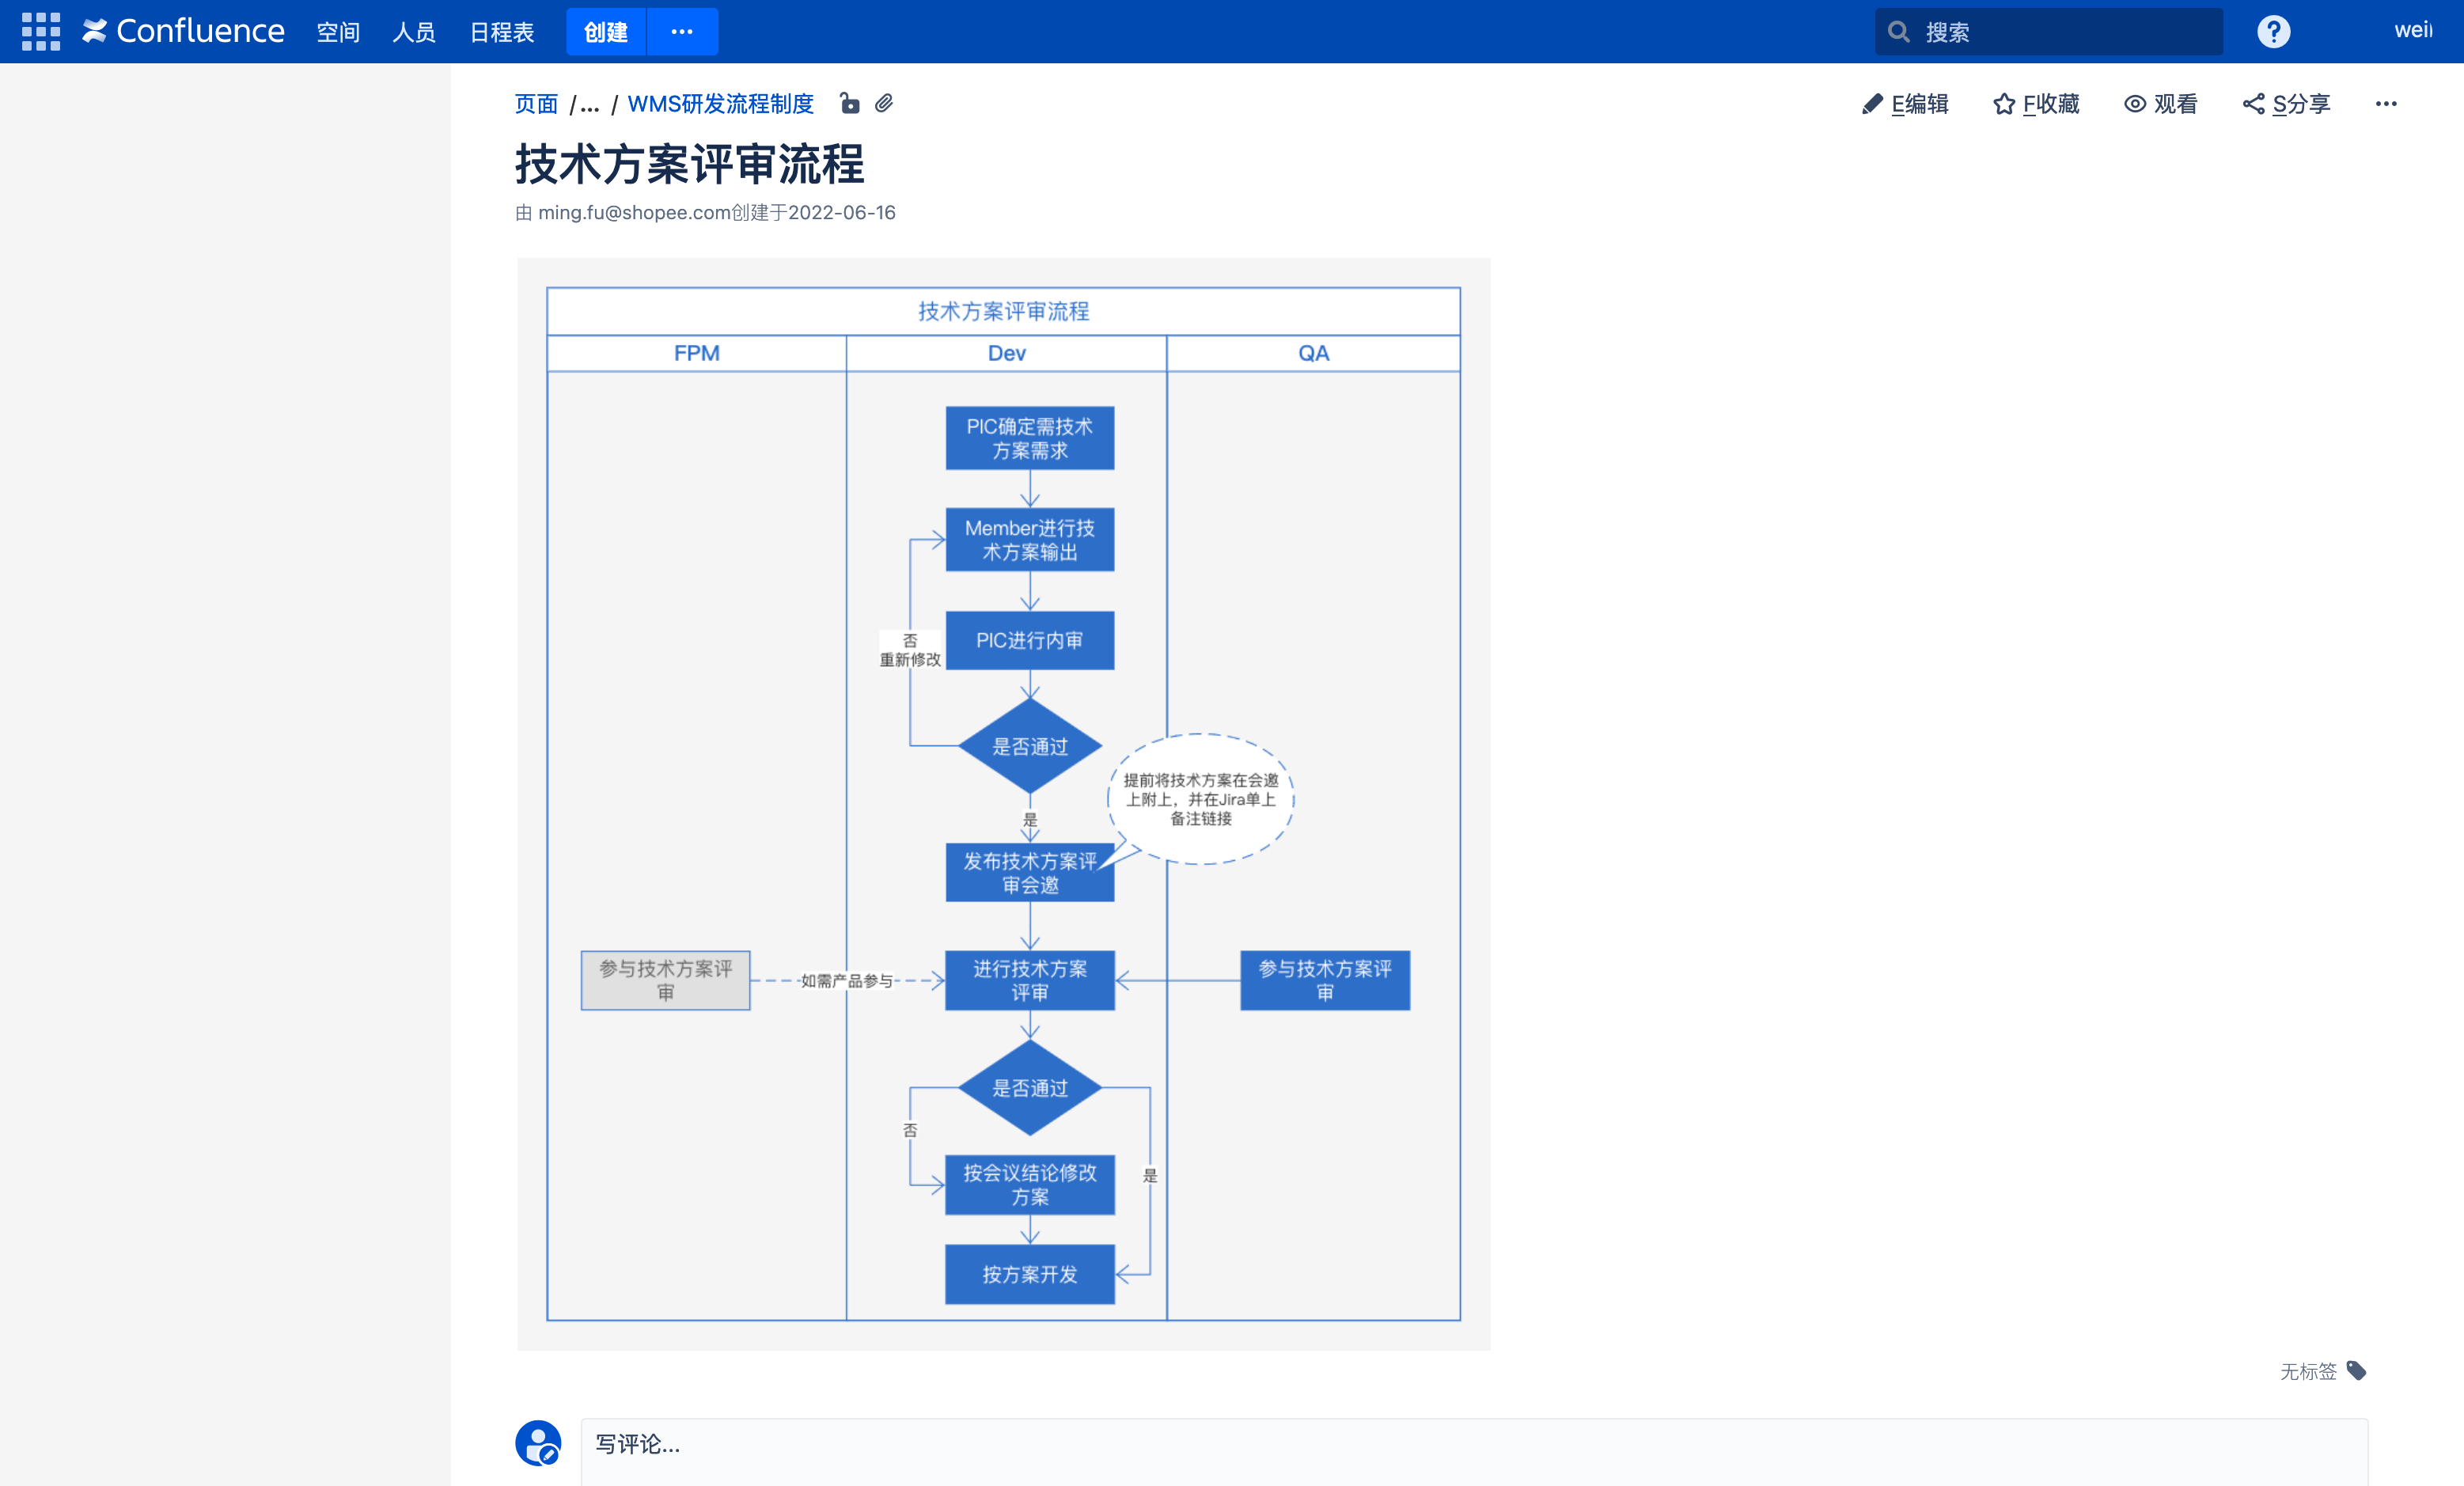 Confluence 空间 人员 日程表 创建 ••• 搜索 ? weii
页面 /... / WMS研发流程制度 E编辑 F收藏 观看 S分享 •••
技术方案评审流程
由 ming.fu@shopee.com创建于2022-06-16
技术方案评审流程
FPM Dev QA
PIC确定需技术
方案需求
Member进行技
术方案输出
PIC进行内审
否
重新修改
是否通过
提前将技术方案在会邀
上附上，并在Jira单上
备注链接
是
发布技术方案评
审会邀
参与技术方案评
审
如需产品参与
进行技术方案
评审
参与技术方案评
审
是否通过
否
按会议结论修改
方案
是
按方案开发
无标签
写评论...